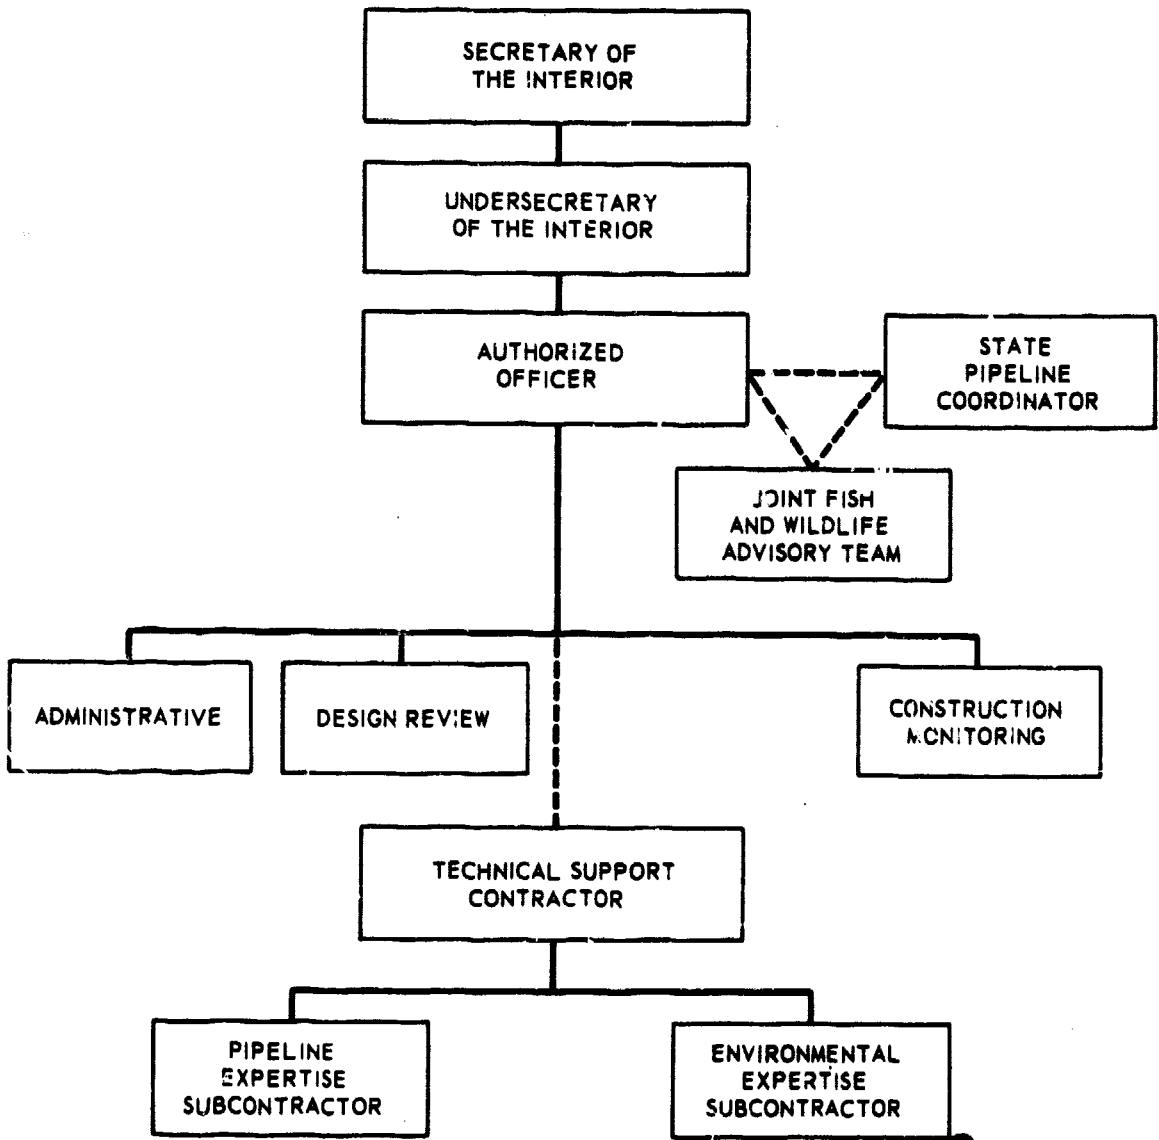 SECRETARY OF
THE INTERIOR
UNDERSECRETARY
OF THE INTERIOR
AUTHORIZED
OFFICER
STATE
PIPELINE
COORDINATOR
JOINT FISH
AND WILDLIFE
ADVISORY TEAM
ADMINISTRATIVE
DESIGN REVIEW
CONSTRUCTION
MONITORING
TECHNICAL SUPPORT
CONTRACTOR
PIPELINE
EXPERTISE
SUBCONTRACTOR
ENVIRONMENTAL
EXPERTISE
SUBCONTRACTOR